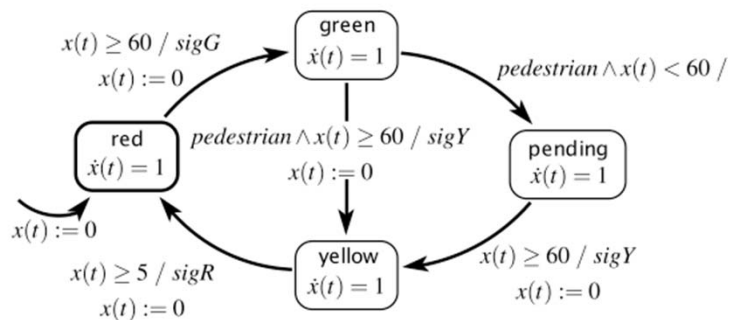 green
ẋ(t) = 1
x(t) ≥ 60 / sigG
x(t) := 0
pedestrian ∧ x(t) < 60 /
red
ẋ(t) = 1
pedestrian ∧ x(t) ≥ 60 / sigY
x(t) := 0
pending
ẋ(t) = 1
x(t) := 0
x(t) ≥ 5 / sigR
x(t) := 0
yellow
ẋ(t) = 1
x(t) ≥ 60 / sigY
x(t) := 0